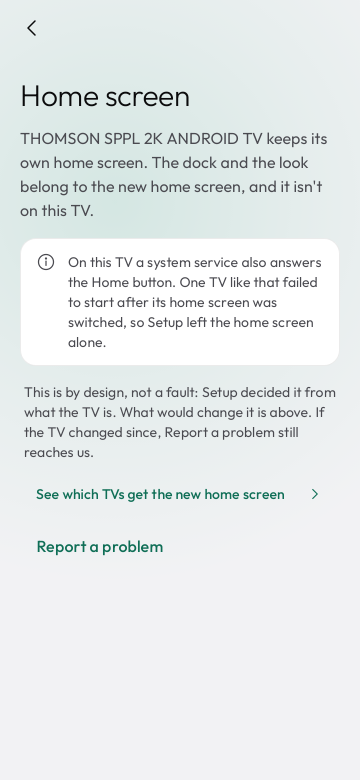 Home screen
THOMSON SPPL 2K ANDROID TV keeps its
own home screen. The dock and the look
belong to the new home screen, and it isn't
on this TV.
On this TV a system service also answers
the Home button. One TV like that failed
to start after its home screen was
switched, so Setup left the home screen
alone.
This is by design, not a fault: Setup decided it from
what the TV is. What would change it is above. If
the TV changed since, Report a problem still
reaches us.
See which TVs get the new home screen
Report a problem